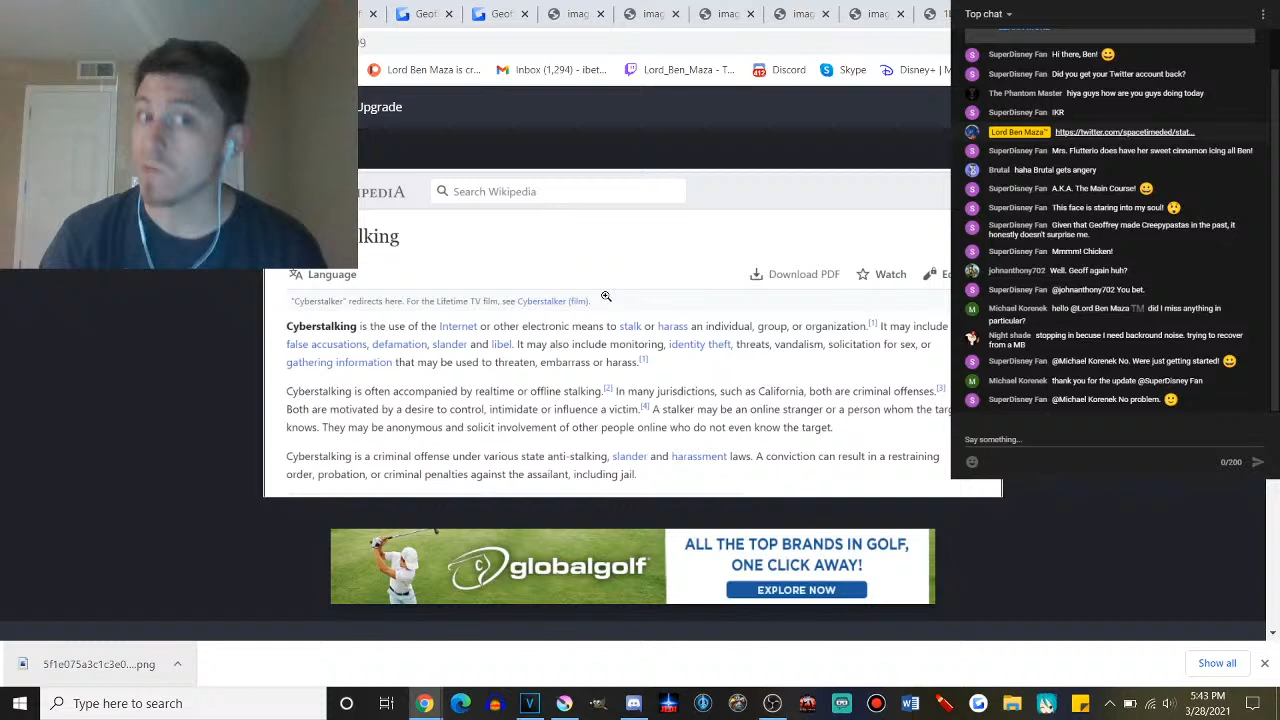 Lord Ben Maza is cr...
Inbox (1,294) - ibet...
Lord_Ben_Maza - T...
412
Discord
Skype
Disney+ | M
Upgrade
IPEDIA
Search Wikipedia
lking
Language
Download PDF
Watch
"Cyberstalker" redirects here. For the Lifetime TV film, see Cyberstalker (film).
Cyberstalking is the use of the Internet or other electronic means to stalk or harass an individual, group, or organization.[1] It may include
false accusations, defamation, slander and libel. It may also include monitoring, identity theft, threats, vandalism, solicitation for sex, or
gathering information that may be used to threaten, embarrass or harass.[1]
Cyberstalking is often accompanied by realtime or offline stalking.[2] In many jurisdictions, such as California, both are criminal offenses.[3]
Both are motivated by a desire to control, intimidate or influence a victim.[4] A stalker may be an online stranger or a person whom the targ
knows. They may be anonymous and solicit involvement of other people online who do not even know the target.
Cyberstalking is a criminal offense under various state anti-stalking, slander and harassment laws. A conviction can result in a restraining
order, probation, or criminal penalties against the assailant, including jail.
globalgolf
ALL THE TOP BRANDS IN GOLF,
ONE CLICK AWAY!
EXPLORE NOW
Top chat
SuperDisney Fan Hi there, Ben!
SuperDisney Fan Did you get your Twitter account back?
The Phantom Master hiya guys how are you guys doing today
SuperDisney Fan IKR
Lord Ben Maza™ https://twitter.com/spacetimeded/stat...
SuperDisney Fan Mrs. Flutterio does have her sweet cinnamon icing all Ben!
Brutal haha Brutal gets angery
SuperDisney Fan A.K.A. The Main Course!
SuperDisney Fan This face is staring into my soul!
SuperDisney Fan Given that Geoffrey made Creepypastas in the past, it
honestly doesn't surprise me.
SuperDisney Fan Mmmm! Chicken!
johnanthony702 Well. Geoff again huh?
SuperDisney Fan @johnanthony702 You bet.
Michael Korenek hello @Lord Ben Maza™ did I miss anything in
particular?
Night shade stopping in becuse I need backround noise. trying to recover
from a MB
SuperDisney Fan @Michael Korenek No. Were just getting started!
Michael Korenek thank you for the update @SuperDisney Fan
SuperDisney Fan @Michael Korenek No problem.
Say something...
0/200
5f1e075a3c1c3e0....png
Show all
Type here to search
5:43 PM
3/28/2021